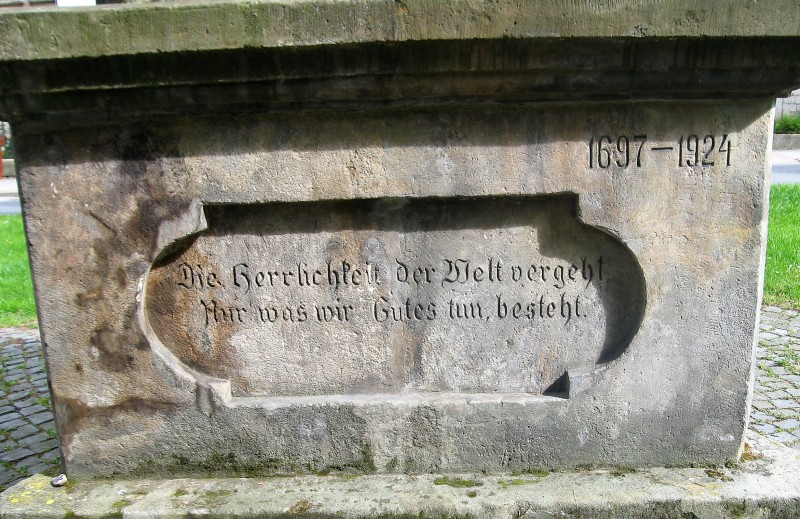 1697-1924
Die Herrlichkeit der Welt vergeht,
Nur was wir Gutes tun, besteht.